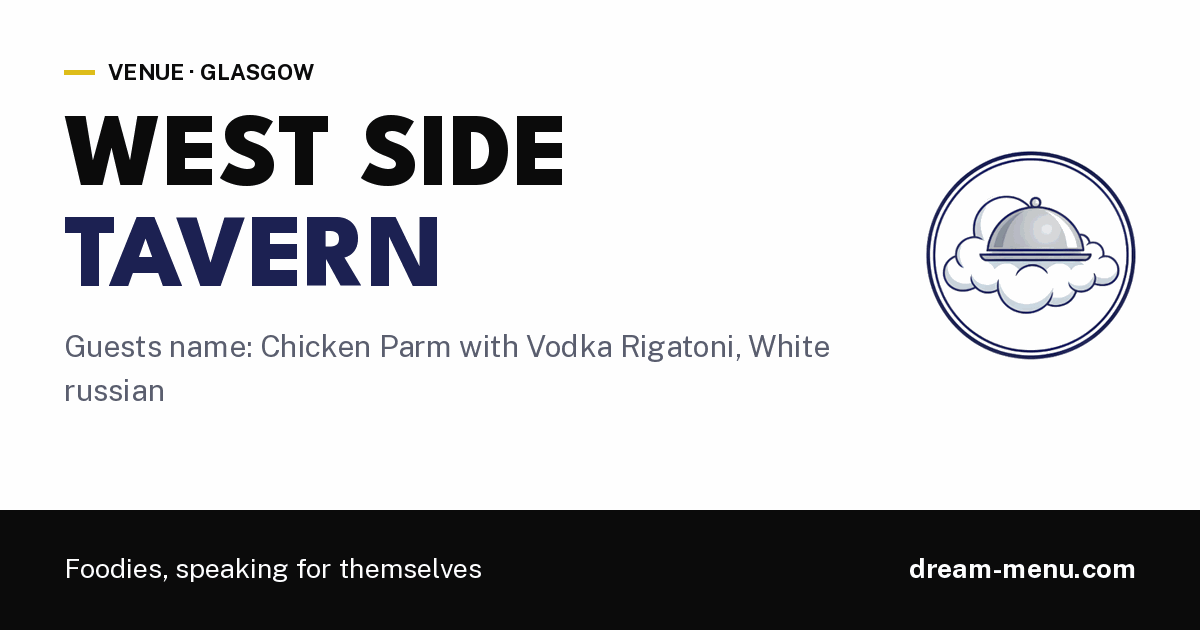 VENUE · GLASGOW
WEST SIDE
TAVERN
Guests name: Chicken Parm with Vodka Rigatoni, White
russian
Foodies, speaking for themselves
dream-menu.com